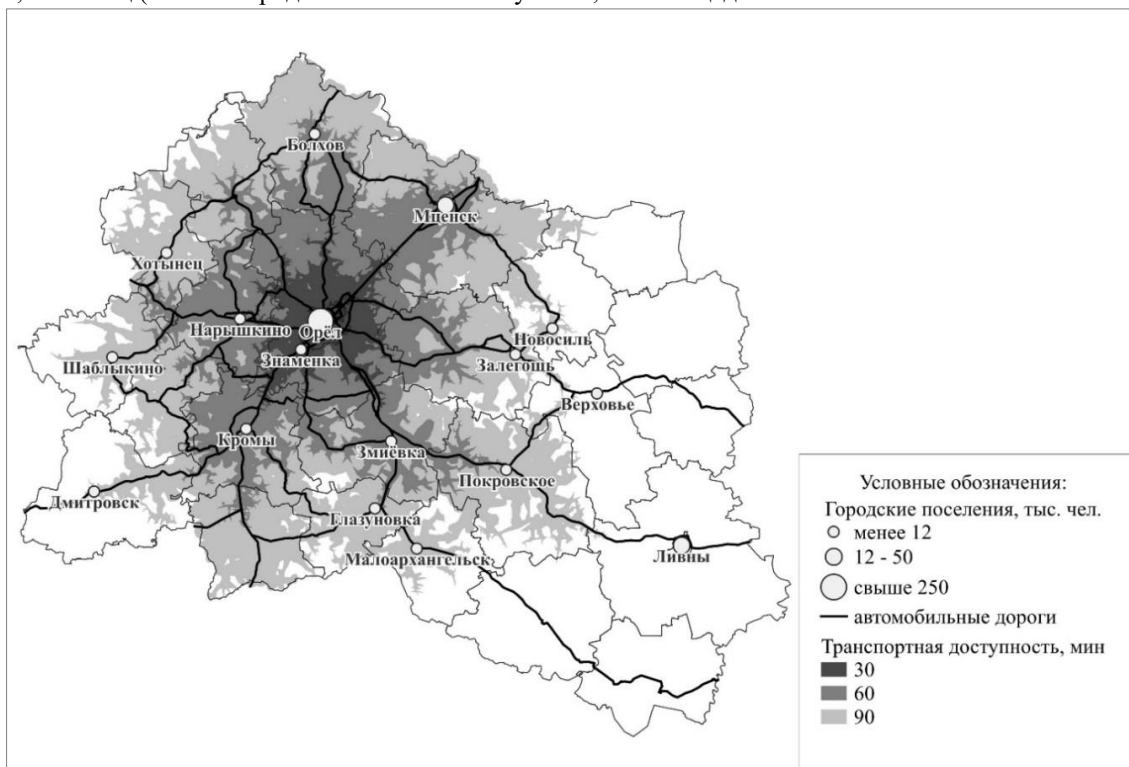 Болхов
Мценск
Хотынец
Нарышкино
Орёл
Знаменка
Новосиль
Залегощь
Шаблыкино
Верховье
Кромы
Змиёвка
Покровское
Дмитровск
Глазуновка
Малоархангельск
Ливны
Условные обозначения:
Городские поселения, тыс. чел.
менее 12
12 - 50
свыше 250
автомобильные дороги
Транспортная доступность, мин
30
60
90